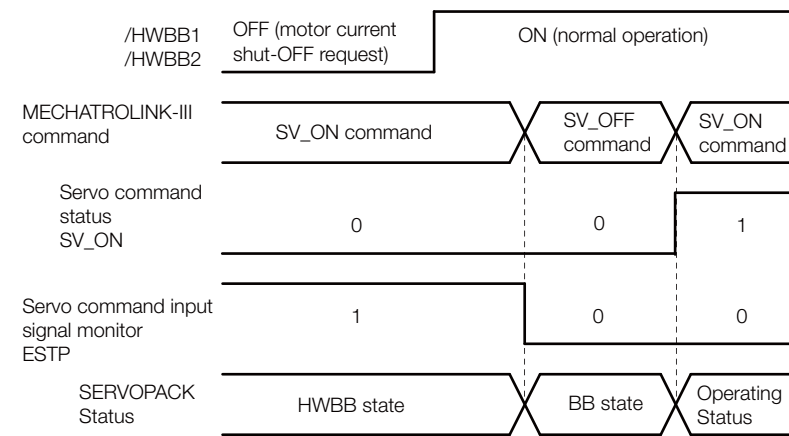 /HWBB1
/HWBB2
OFF (motor current
shut-OFF request)
ON (normal operation)
MECHATROLINK-III
command
SV_ON command
SV_OFF
command
SV_ON
command
Servo command
status
SV_ON
0
0
1
Servo command input
signal monitor
ESTP
1
0
0
SERVOPACK
Status
HWBB state
BB state
Operating
Status